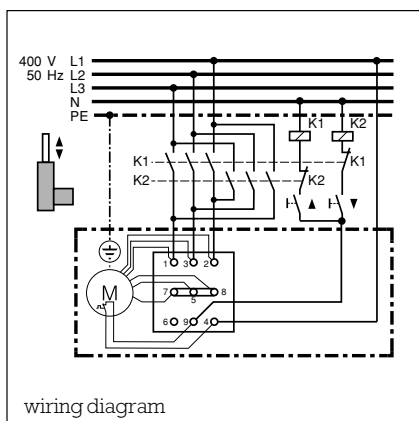 400 V L1
50 Hz L2
L3
N
PE
K1 K2
K1 K1
K2 K2
1 3 2
M 7 5 8
6 9 4
wiring diagram